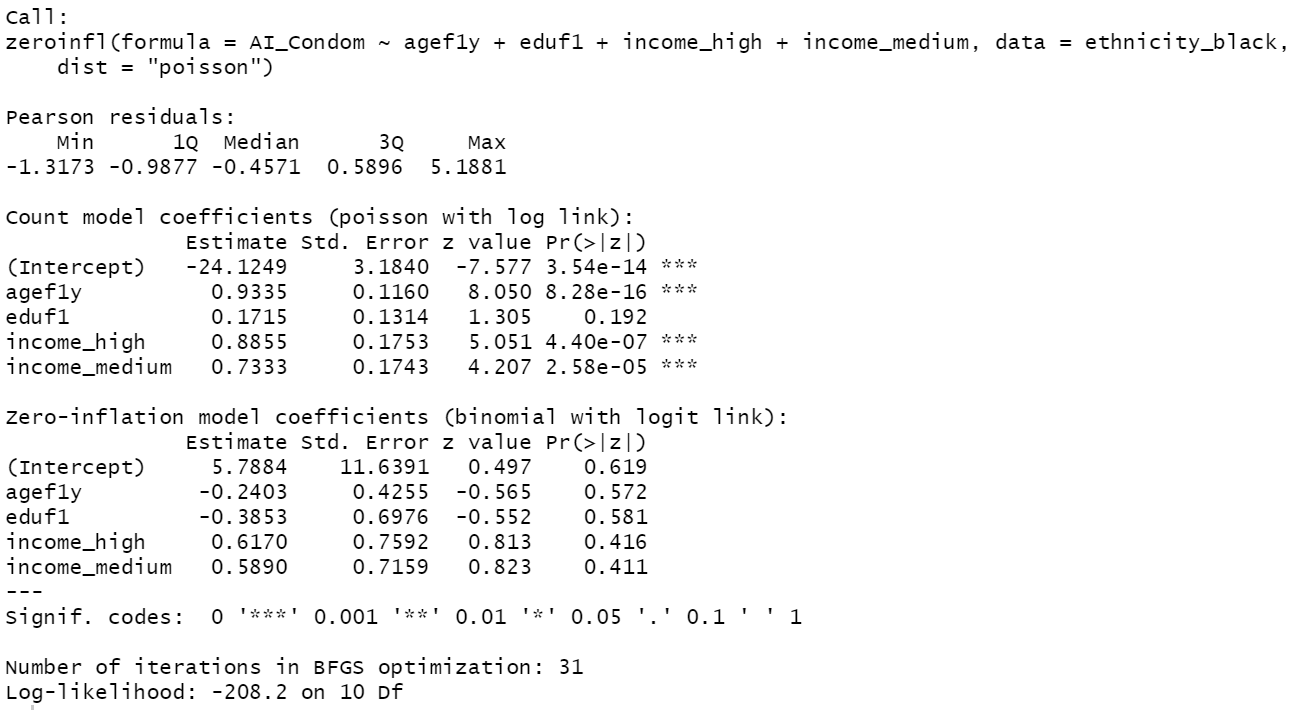 Call:
zeroinfl(formula = AI_Condom ~ agef1y + eduf1 + income_high + income_medium, data = ethnicity_black,
    dist = "poisson")

Pearson residuals:
    Min      1Q  Median      3Q     Max
-1.3173 -0.9877 -0.4571  0.5896  5.1881

Count model coefficients (poisson with log link):
              Estimate Std. Error z value Pr(>|z|)
(Intercept)   -24.1249     3.1840  -7.577 3.54e-14 ***
agef1y          0.9335     0.1160   8.050 8.28e-16 ***
eduf1           0.1715     0.1314   1.305    0.192
income_high     0.8855     0.1753   5.051 4.40e-07 ***
income_medium   0.7333     0.1743   4.207 2.58e-05 ***

Zero-inflation model coefficients (binomial with logit link):
              Estimate Std. Error z value Pr(>|z|)
(Intercept)     5.7884    11.6391   0.497    0.619
agef1y         -0.2403     0.4255  -0.565    0.572
eduf1          -0.3853     0.6976  -0.552    0.581
income_high     0.6170     0.7592   0.813    0.416
income_medium   0.5890     0.7159   0.823    0.411
---
Signif. codes:  0 '***' 0.001 '**' 0.01 '*' 0.05 '.' 0.1 ' ' 1

Number of iterations in BFGS optimization: 31
Log-likelihood: -208.2 on 10 Df